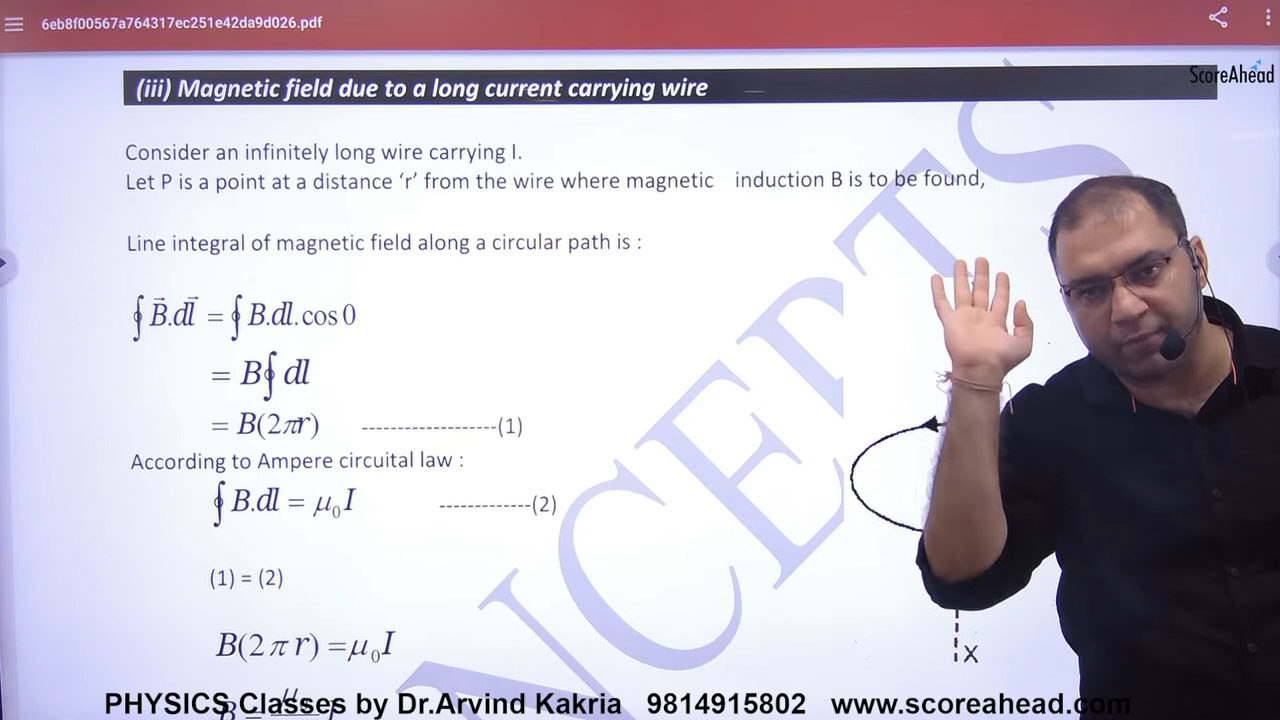 6eb8f00567a764317ec251e42da9d026.pdf
ScoreAhead
(iii) Magnetic field due to a long current carrying wire
Consider an infinitely long wire carrying I.
Let P is a point at a distance ‘r’ from the wire where magnetic induction B is to be found,
Line integral of magnetic field along a circular path is :
∮ B⃗.dl⃗ = ∮ B.dl.cos 0
= B∮ dl
= B(2πr) -------------------(1)
According to Ampere circuital law :
∮ B.dl = μ₀I -------------(2)
(1) = (2)
B(2πr) = μ₀I
X
PHYSICS Classes by Dr.Arvind Kakria 9814915802 www.scoreahead.com